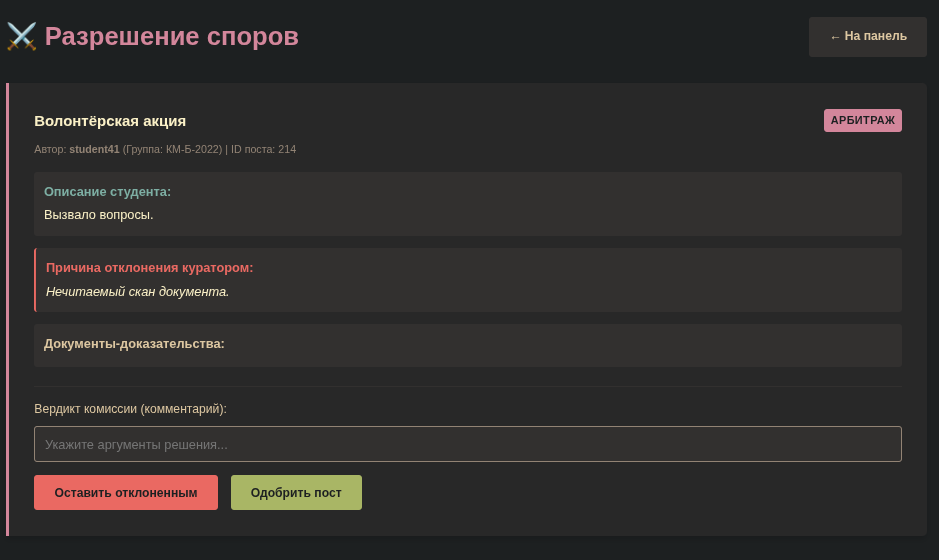 ⚔️ Разрешение споров
← На панель
Волонтёрская акция
АРБИТРАЖ
Автор: student41 (Группа: КМ-Б-2022) | ID поста: 214
Описание студента:
Вызвало вопросы.
Причина отклонения куратором:
Нечитаемый скан документа.
Документы-доказательства:
Вердикт комиссии (комментарий):
Укажите аргументы решения...
Оставить отклоненным
Одобрить пост